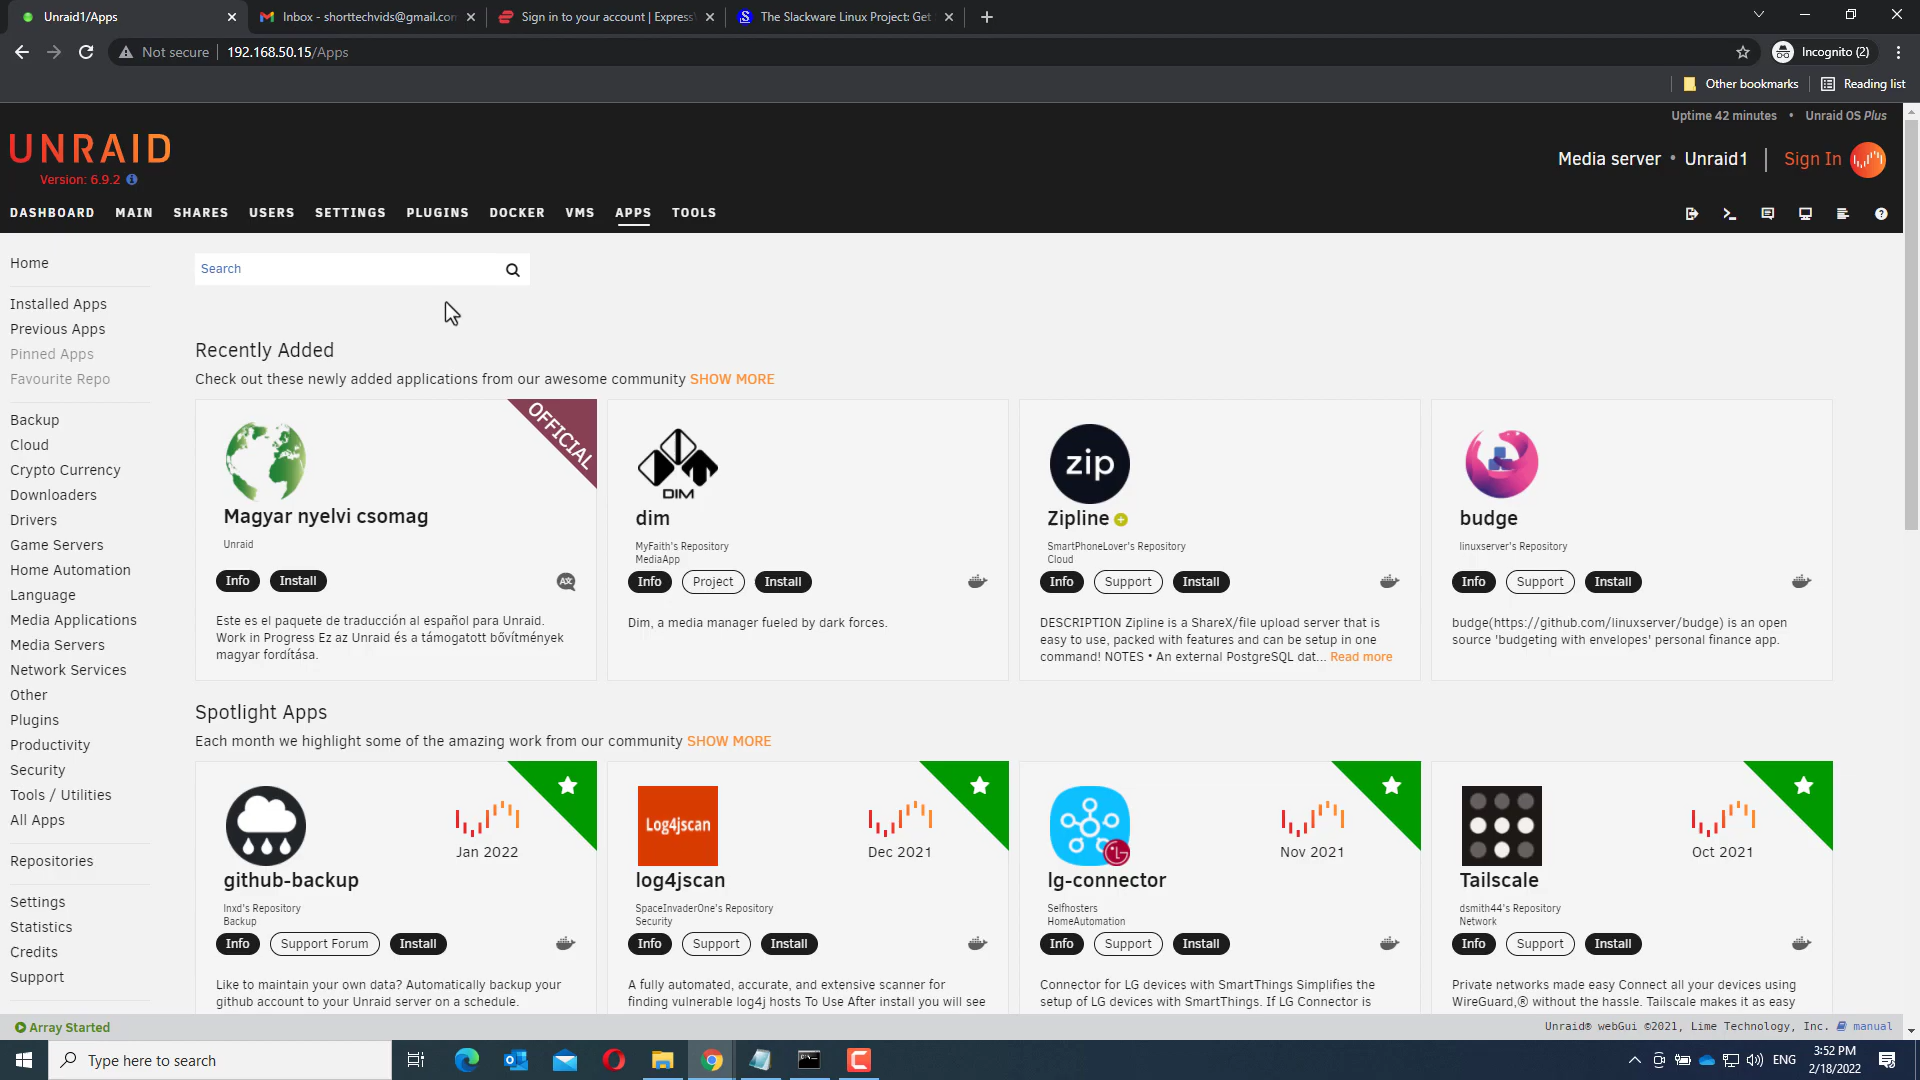 Unraid1/Apps
Inbox - shorttechvids@gmail.com
Sign in to your account | Express
The Slackware Linux Project: Get
Not secure
192.168.50.15/Apps
Incognito (2)
Other bookmarks
Reading list
Uptime 42 minutes • Unraid OS Plus
UNRAID
Version: 6.9.2
Media server • Unraid1
Sign In
DASHBOARD MAIN SHARES USERS SETTINGS PLUGINS DOCKER VMS APPS TOOLS
Home
Installed Apps
Previous Apps
Pinned Apps
Favourite Repo
Backup
Cloud
Crypto Currency
Downloaders
Drivers
Game Servers
Home Automation
Language
Media Applications
Media Servers
Network Services
Other
Plugins
Productivity
Security
Tools / Utilities
All Apps
Repositories
Settings
Statistics
Credits
Support
Search
Recently Added
Check out these newly added applications from our awesome community SHOW MORE
OFFICIAL
Magyar nyelvi csomag
Unraid
Info Install
Este es el paquete de traducción al español para Unraid.
Work in Progress Ez az Unraid és a támogatott bővítmények
magyar fordítása.
DIM
dim
MyFaith's Repository
MediaApp
Info Project Install
Dim, a media manager fueled by dark forces.
zip
Zipline
SmartPhoneLover's Repository
Cloud
Info Support Install
DESCRIPTION Zipline is a ShareX/file upload server that is
easy to use, packed with features and can be setup in one
command! NOTES • An external PostgreSQL dat... Read more
budge
linuxserver's Repository
Info Support Install
budge(https://github.com/linuxserver/budge) is an open
source 'budgeting with envelopes' personal finance app.
Spotlight Apps
Each month we highlight some of the amazing work from our community SHOW MORE
Jan 2022
github-backup
lnxd's Repository
Backup
Info Support Forum Install
Like to maintain your own data? Automatically backup your
github account to your Unraid server on a schedule.
Log4jscan
Dec 2021
log4jscan
SpaceInvaderOne's Repository
Security
Info Support Install
A fully automated, accurate, and extensive scanner for
finding vulnerable log4j hosts To Use After install you will see
LG
Nov 2021
lg-connector
Selfhosters
HomeAutomation
Info Support Install
Connector for LG devices with SmartThings Simplifies the
setup of LG devices with SmartThings. If LG Connector is
Oct 2021
Tailscale
dsmith44's Repository
Network
Info Support Install
Private networks made easy Connect all your devices using
WireGuard,® without the hassle. Tailscale makes it as easy
Array Started
Unraid® webGui ©2021, Lime Technology, Inc. manual
Type here to search
ENG
3:52 PM
2/18/2022